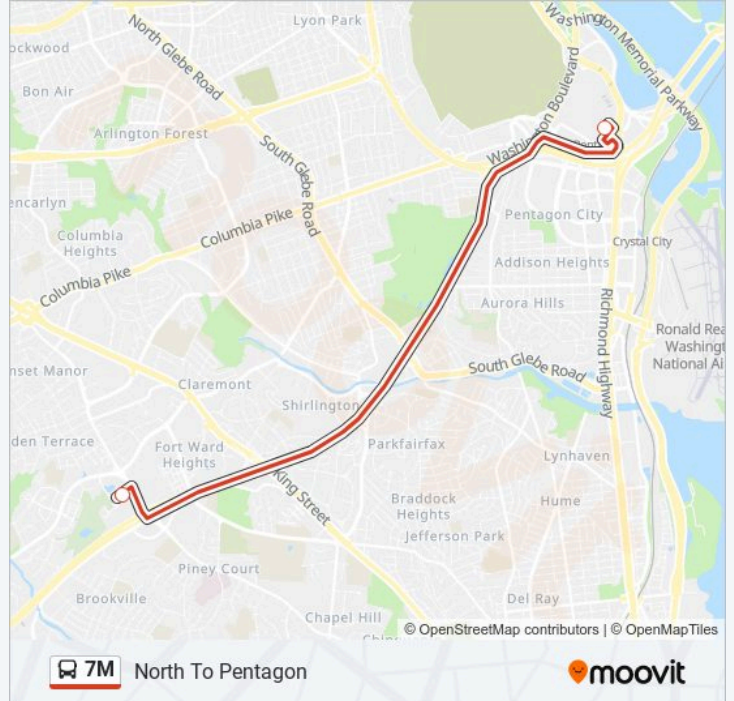 Lyon Park
Washington Memorial Parkway
ockwood
North Glebe Road
Bon Air
Washington Boulevard
Arlington Forest
South Glebe Road
encarlyn
Columbia Pike
Pentagon City
Columbia
Heights
Crystal City
Addison Heights
Columbia Pike
Aurora Hills
Richmond Highway
Ronald Rea
Washingt
National Ai
nset Manor
South Glebe Road
Claremont
Shirlington
den Terrace
Fort Ward
Heights
Parkfairfax
Lynhaven
King Street
Braddock
Heights
Hume
Jefferson Park
Piney Court
Brookville
Del Ray
Chapel Hill
© OpenStreetMap contributors | © OpenMapTiles
7M North To Pentagon
moovit